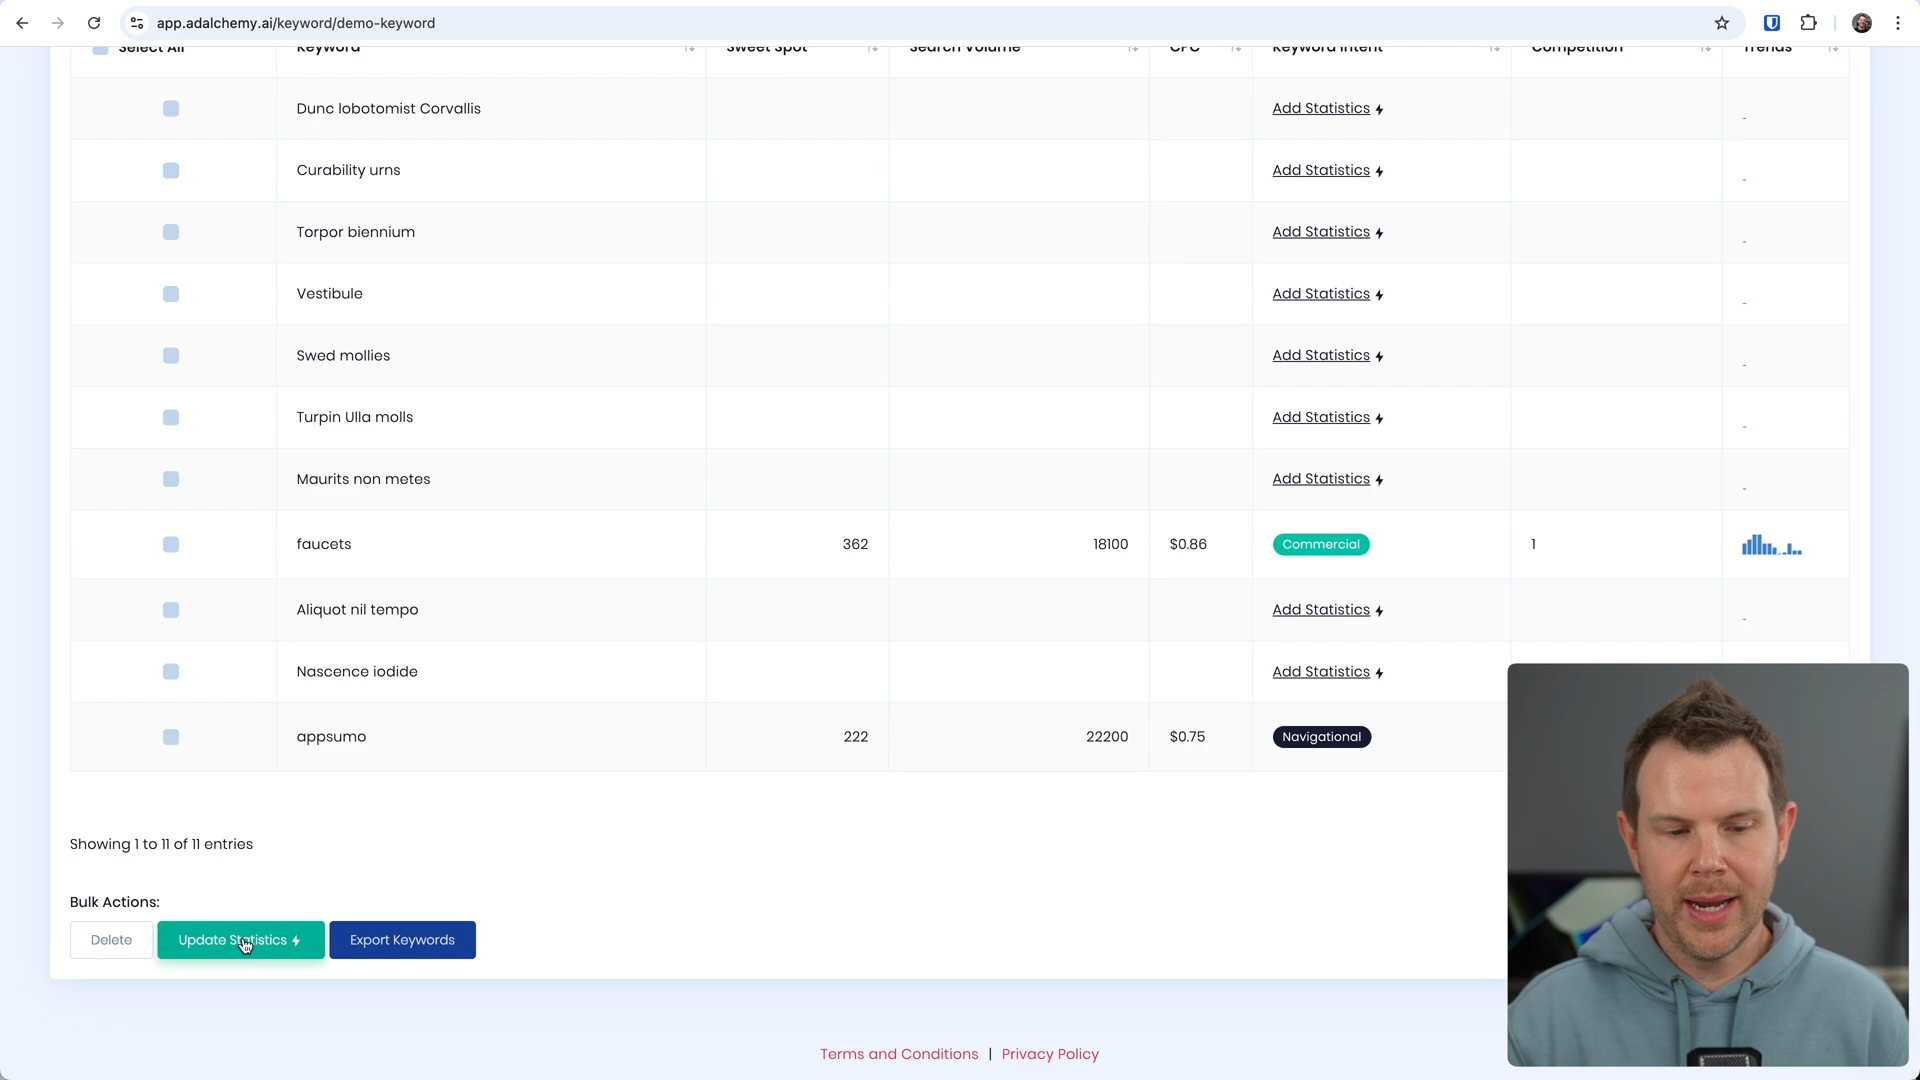 app.adalchemy.ai/keyword/demo-keyword
Select All Keyword Sweet Spot Search Volume CPC Keyword Intent Competition Trends
Dunc lobotomist Corvallis Add Statistics -
Curability urns Add Statistics -
Torpor biennium Add Statistics -
Vestibule Add Statistics -
Swed mollies Add Statistics -
Turpin Ulla molls Add Statistics -
Maurits non metes Add Statistics -
faucets 362 18100 $0.86 Commercial 1
Aliquot nil tempo Add Statistics -
Nascence iodide Add Statistics
appsumo 222 22200 $0.75 Navigational
Showing 1 to 11 of 11 entries
Bulk Actions:
Delete Update Statistics Export Keywords
Terms and Conditions | Privacy Policy